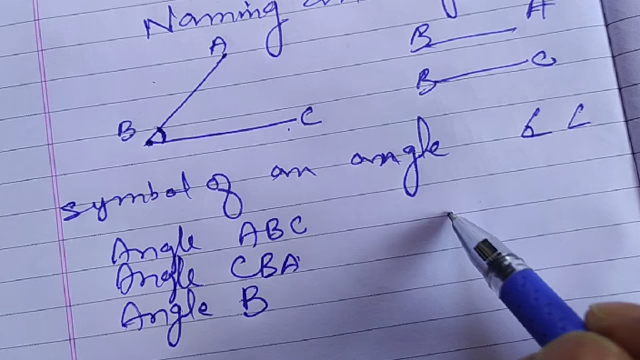 Naming
A
B C
B A
B C
symbol of an angle ∠ ∠
Angle ABC
Angle CBA
Angle B